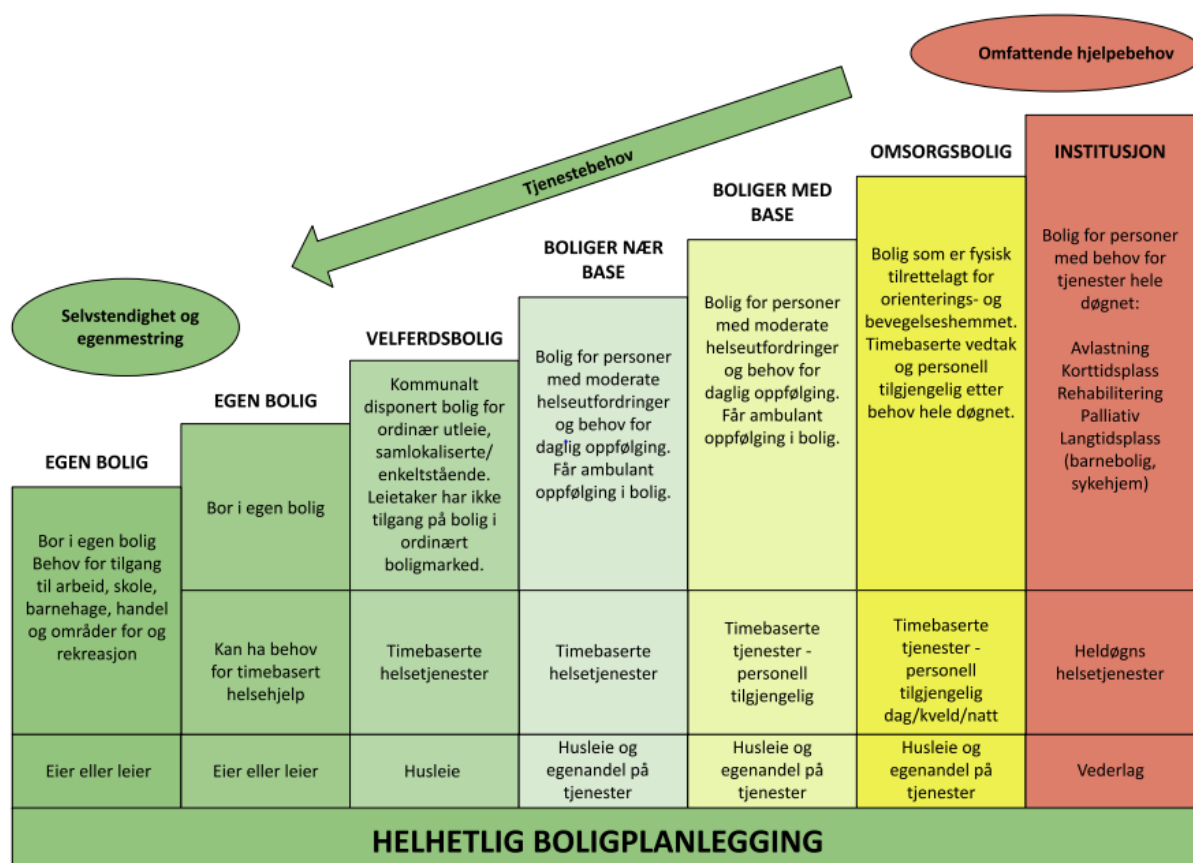 Omfattende hjelpebehov
Tjenestebehov
Selvstendighet og
egenmestring
EGEN BOLIG
Bor i egen bolig
Behov for tilgang
til arbeid, skole,
barnehage, handel
og områder for og
rekreasjon
Eier eller leier
EGEN BOLIG
Bor i egen bolig
Kan ha behov
for timebasert
helsehjelp
Eier eller leier
VELFERDSBOLIG
Kommunalt
disponert bolig for
ordinær utleie,
samlokaliserte/
enkeltstående.
Leietaker har ikke
tilgang på bolig i
ordinært
boligmarked.
Timebaserte
helsetjenester
Husleie
BOLIGER NÆR
BASE
Bolig for personer
med moderate
helseutfordringer
og behov for
daglig oppfølging.
Får ambulant
oppfølging i bolig.
Timebaserte
helsetjenester
Husleie og
egenandel på
tjenester
BOLIGER MED
BASE
Bolig for personer
med moderate
helseutfordringer
og behov for
daglig oppfølging.
Får ambulant
oppfølging i bolig.
Timebaserte
tjenester -
personell
tilgjengelig
Husleie og
egenandel på
tjenester
OMSORGSBOLIG
Bolig som er fysisk
tilrettelagt for
orienterings- og
bevegelseshemmet.
Timebaserte vedtak
og personell
tilgjengelig etter
behov hele døgnet.
Timebaserte
tjenester -
personell
tilgjengelig
dag/kveld/natt
Husleie og
egenandel på
tjenester
INSTITUSJON
Bolig for personer
med behov for
tjenester hele
døgnet:
Avlastning
Korttidsplass
Rehabilitering
Palliativ
Langtidsplass
(barnebolig,
sykehjem)
Heldøgns
helsetjenester
Vederlag
HELHETLIG BOLIGPLANLEGGING